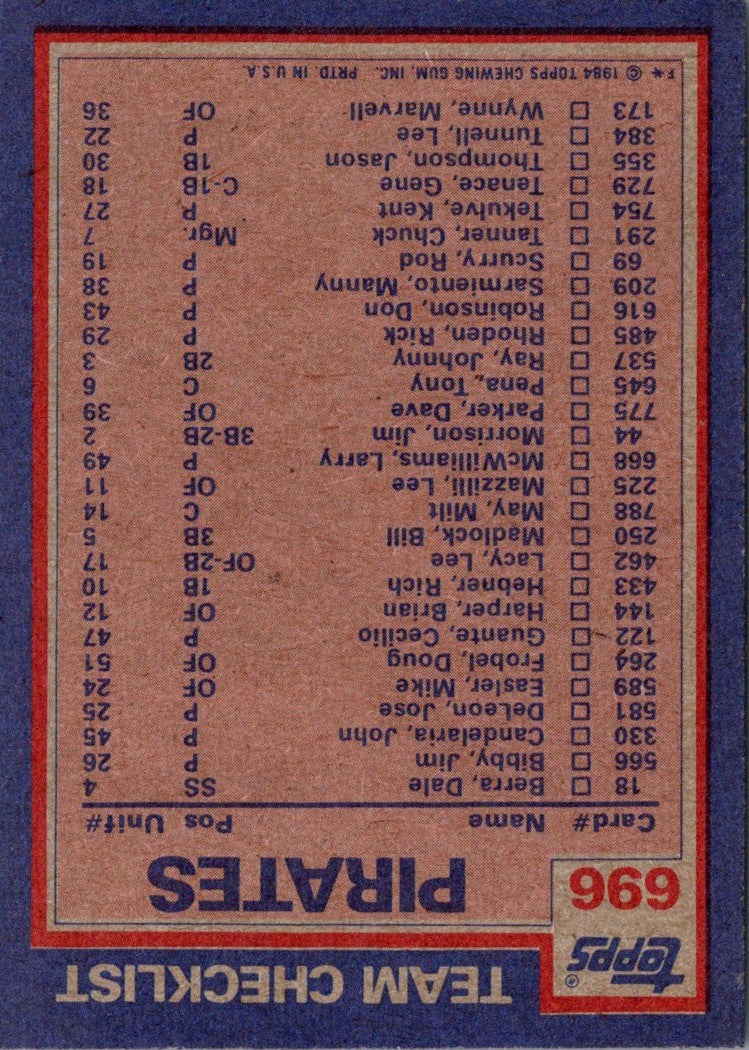 TEAM CHECKLIST
TOPPS®
696
PIRATES
Card# Name Pos Unif#
18 □ Berra, Dale SS 4
566 □ Bibby, Jim P 26
330 □ Candelaria, John P 45
581 □ DeLeon, Jose P 25
589 □ Easler, Mike OF 24
264 □ Frobel, Doug OF 51
122 □ Guante, Cecilio P 47
144 □ Harper, Brian OF 12
433 □ Hebner, Rich 1B 10
462 □ Lacy, Lee OF-2B 17
250 □ Madlock, Bill 3B 5
788 □ May, Milt C 14
225 □ Mazzilli, Lee OF 11
668 □ McWilliams, Larry P 49
44 □ Morrison, Jim 3B-2B 2
775 □ Parker, Dave OF 39
645 □ Pena, Tony C 6
537 □ Ray, Johnny 2B 3
485 □ Rhoden, Rick P 29
616 □ Robinson, Don P 43
209 □ Sarmiento, Manny P 38
69 □ Scurry, Rod P 19
291 □ Tanner, Chuck Mgr. 7
754 □ Tekulve, Kent P 27
729 □ Tenace, Gene C-1B 18
355 □ Thompson, Jason 1B 30
384 □ Tunnell, Lee P 22
173 □ Wynne, Marvell OF 36
F* © 1984 TOPPS CHEWING GUM, INC. PRTD. IN U.S.A.